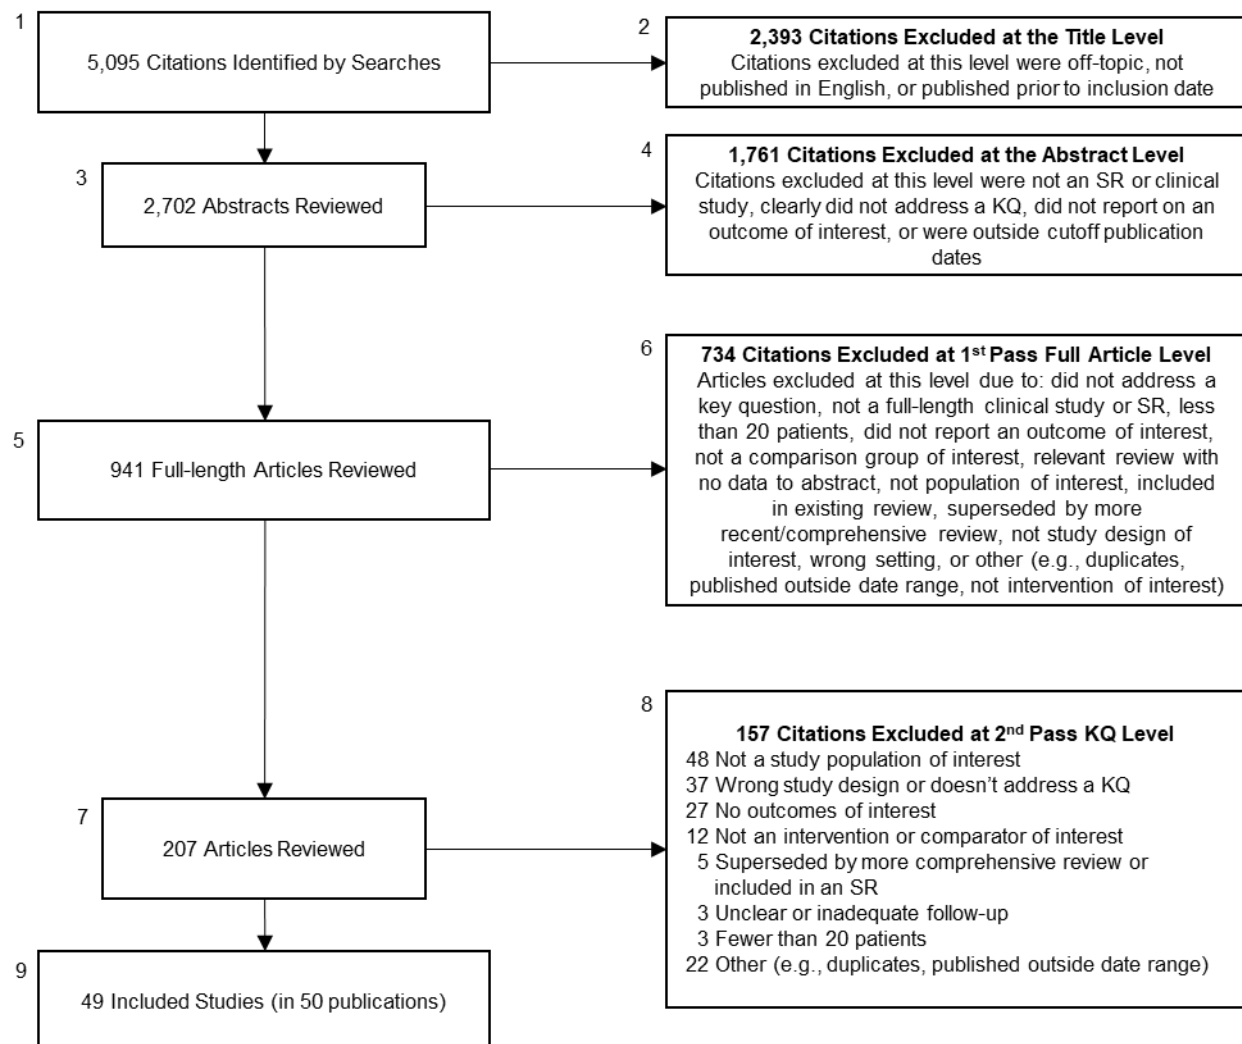 1
5,095 Citations Identified by Searches
2
2,393 Citations Excluded at the Title Level
Citations excluded at this level were off-topic, not
published in English, or published prior to inclusion date
3
2,702 Abstracts Reviewed
4
1,761 Citations Excluded at the Abstract Level
Citations excluded at this level were not an SR or clinical
study, clearly did not address a KQ, did not report on an
outcome of interest, or were outside cutoff publication
dates
5
941 Full-length Articles Reviewed
6
734 Citations Excluded at 1st Pass Full Article Level
Articles excluded at this level due to: did not address a
key question, not a full-length clinical study or SR, less
than 20 patients, did not report an outcome of interest,
not a comparison group of interest, relevant review with
no data to abstract, not population of interest, included
in existing review, superseded by more
recent/comprehensive review, not study design of
interest, wrong setting, or other (e.g., duplicates,
published outside date range, not intervention of interest)
7
207 Articles Reviewed
8
157 Citations Excluded at 2nd Pass KQ Level
48 Not a study population of interest
37 Wrong study design or doesn't address a KQ
27 No outcomes of interest
12 Not an intervention or comparator of interest
5 Superseded by more comprehensive review or
included in an SR
3 Unclear or inadequate follow-up
3 Fewer than 20 patients
22 Other (e.g., duplicates, published outside date range)
9
49 Included Studies (in 50 publications)